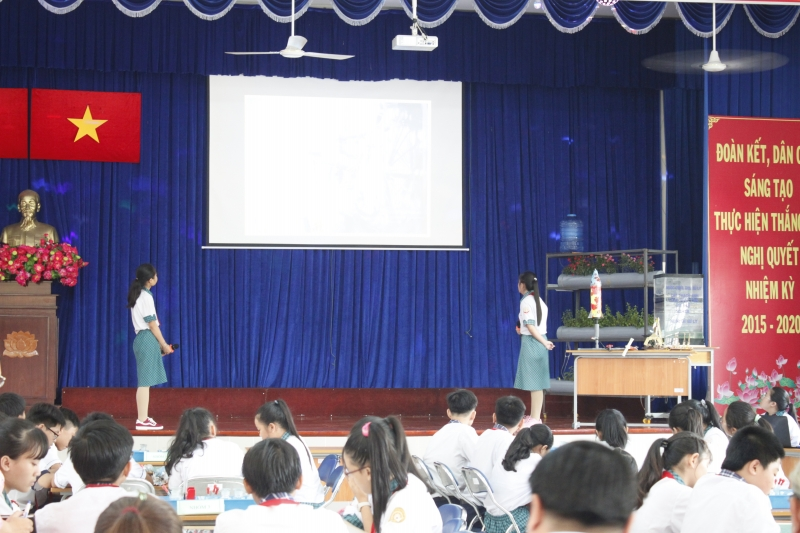 ĐOÀN KẾT, DÂN
SÁNG TẠO
THỰC HIỆN THẮNG
NGHỊ QUYẾT
NHIỆM KỲ
2015 - 2020